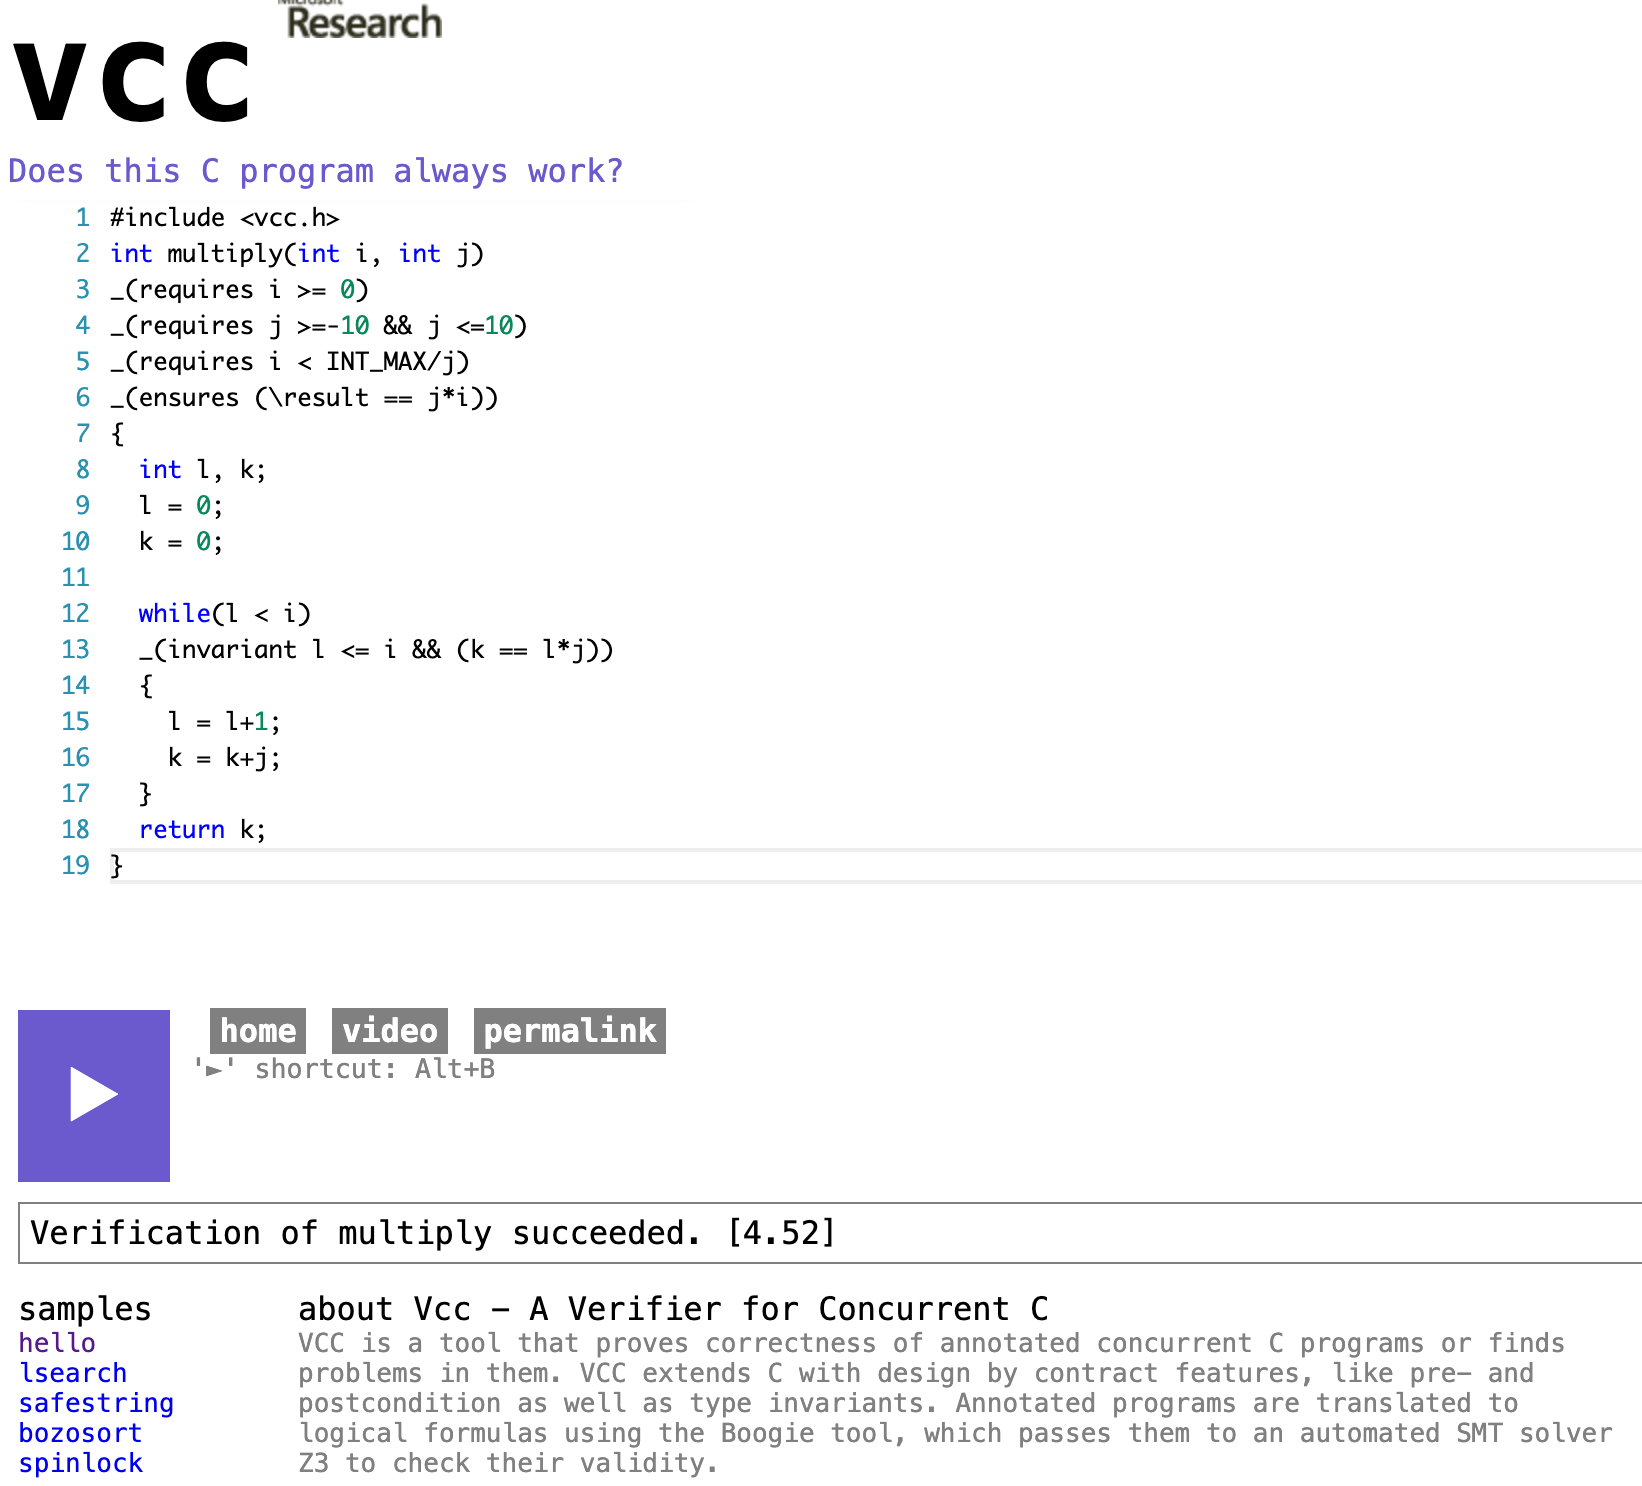 Microsoft
Research
VCC
Does this C program always work?
1 #include <vcc.h>
2 int multiply(int i, int j)
3 _(requires i >= 0)
4 _(requires j >=-10 && j <=10)
5 _(requires i < INT_MAX/j)
6 _(ensures (\result == j*i))
7 {
8   int l, k;
9   l = 0;
10   k = 0;
11
12   while(l < i)
13   _(invariant l <= i && (k == l*j))
14   {
15     l = l+1;
16     k = k+j;
17   }
18   return k;
19 }
home video permalink
'►' shortcut: Alt+B
Verification of multiply succeeded. [4.52]
samples
hello
lsearch
safestring
bozosort
spinlock
about Vcc - A Verifier for Concurrent C
VCC is a tool that proves correctness of annotated concurrent C programs or finds
problems in them. VCC extends C with design by contract features, like pre- and
postcondition as well as type invariants. Annotated programs are translated to
logical formulas using the Boogie tool, which passes them to an automated SMT solver
Z3 to check their validity.